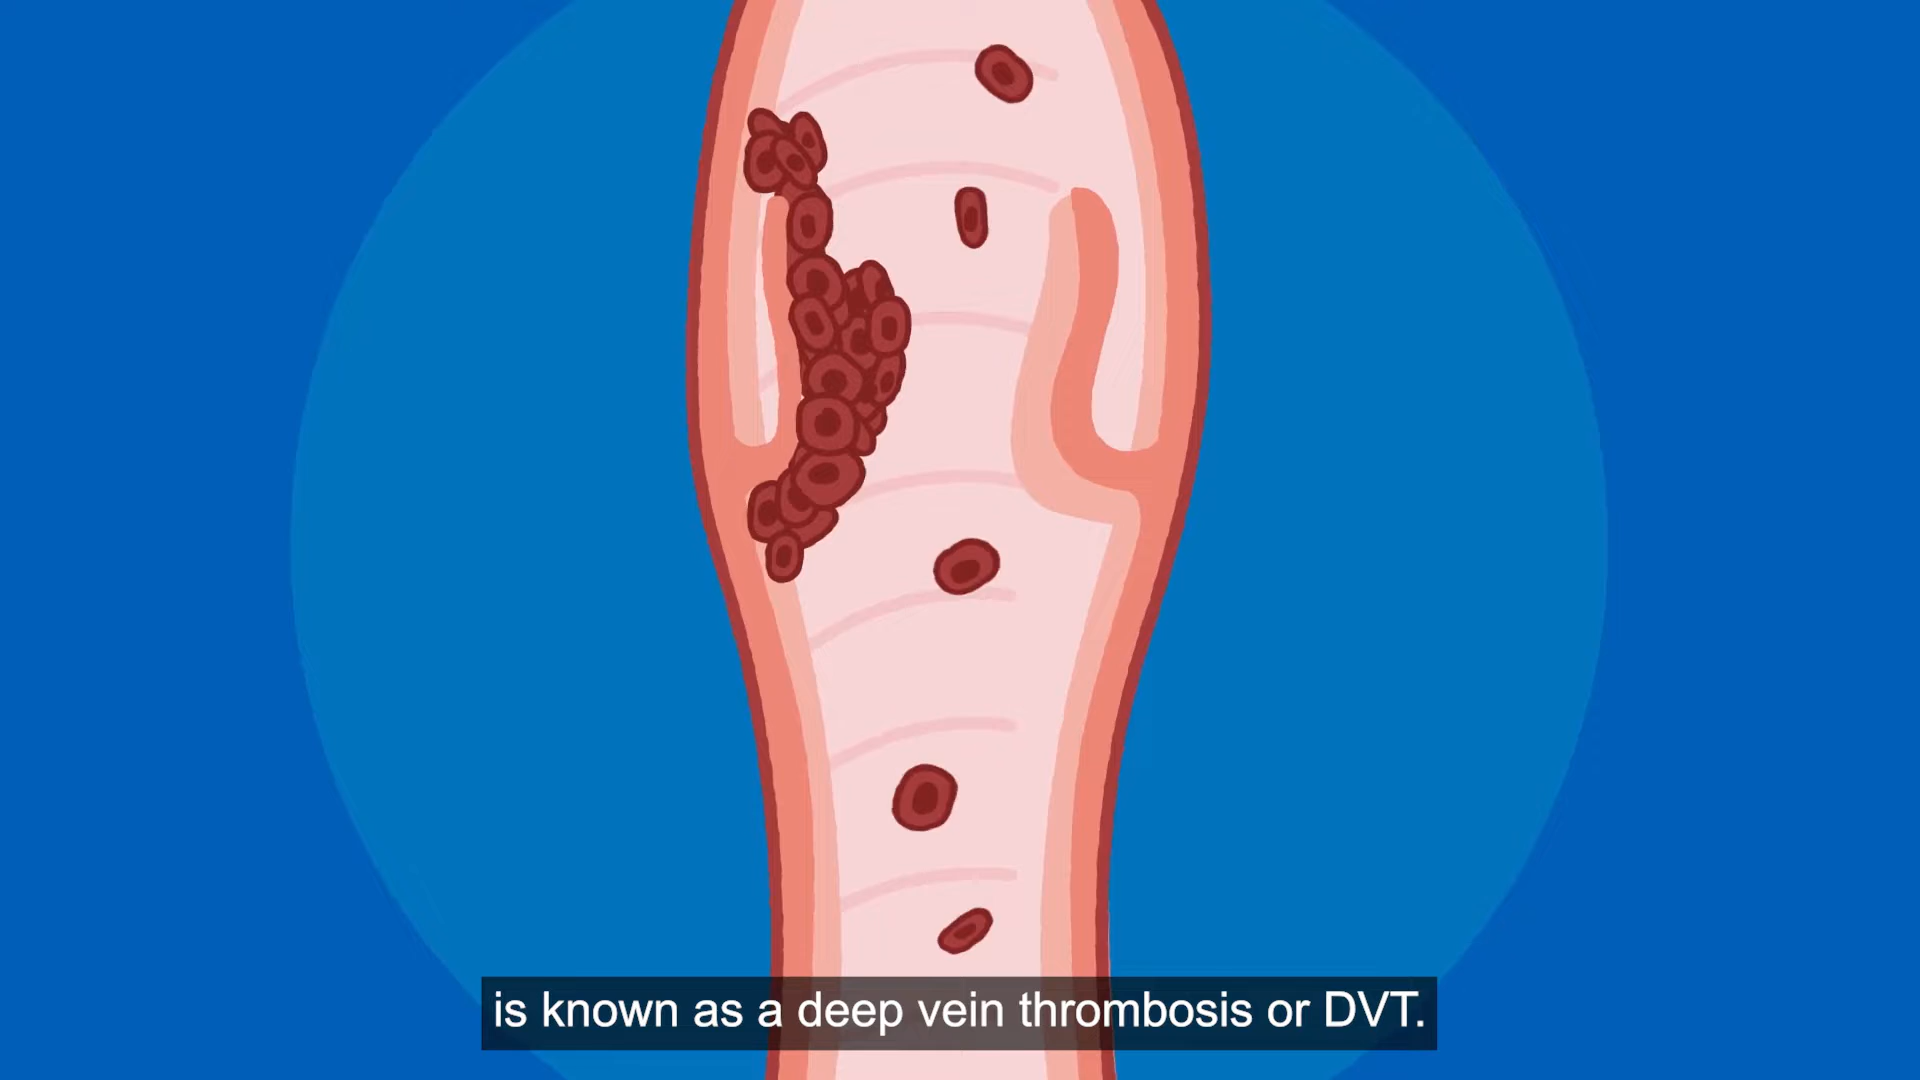 is known as a deep vein thrombosis or DVT.